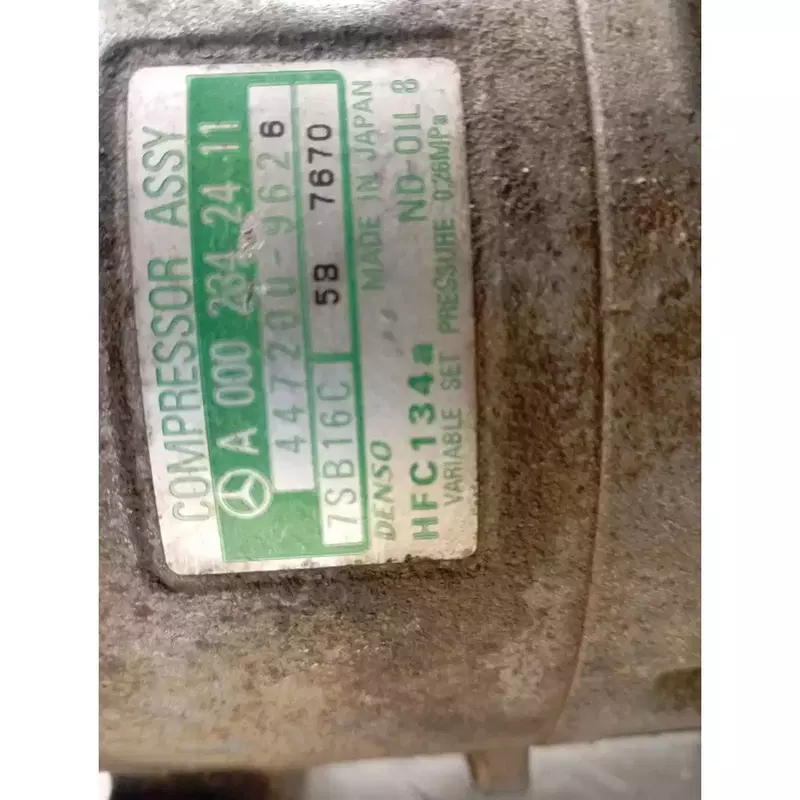 COMPRESSOR ASSY
A 000 234 24 11
447200-9626
7SB16C 5B 7670
DENSO MADE IN JAPAN
HFC134a ND-OIL 8
VARIABLE SET PRESSURE 0.26MPa